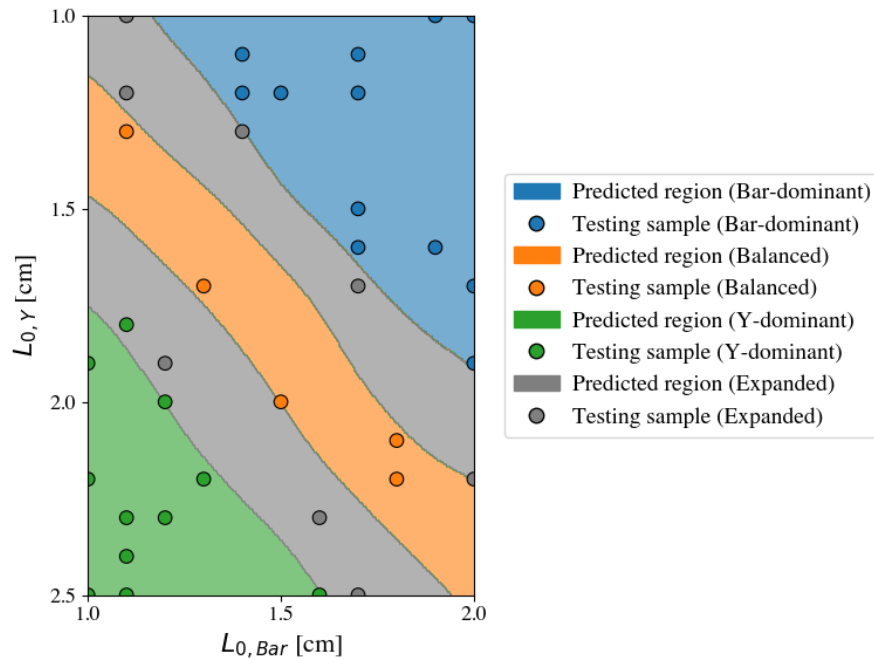 1.0
1.5
2.0
2.5
L0,Y [cm]
1.0
1.5
2.0
L0,Bar [cm]
Predicted region (Bar-dominant)
Testing sample (Bar-dominant)
Predicted region (Balanced)
Testing sample (Balanced)
Predicted region (Y-dominant)
Testing sample (Y-dominant)
Predicted region (Expanded)
Testing sample (Expanded)